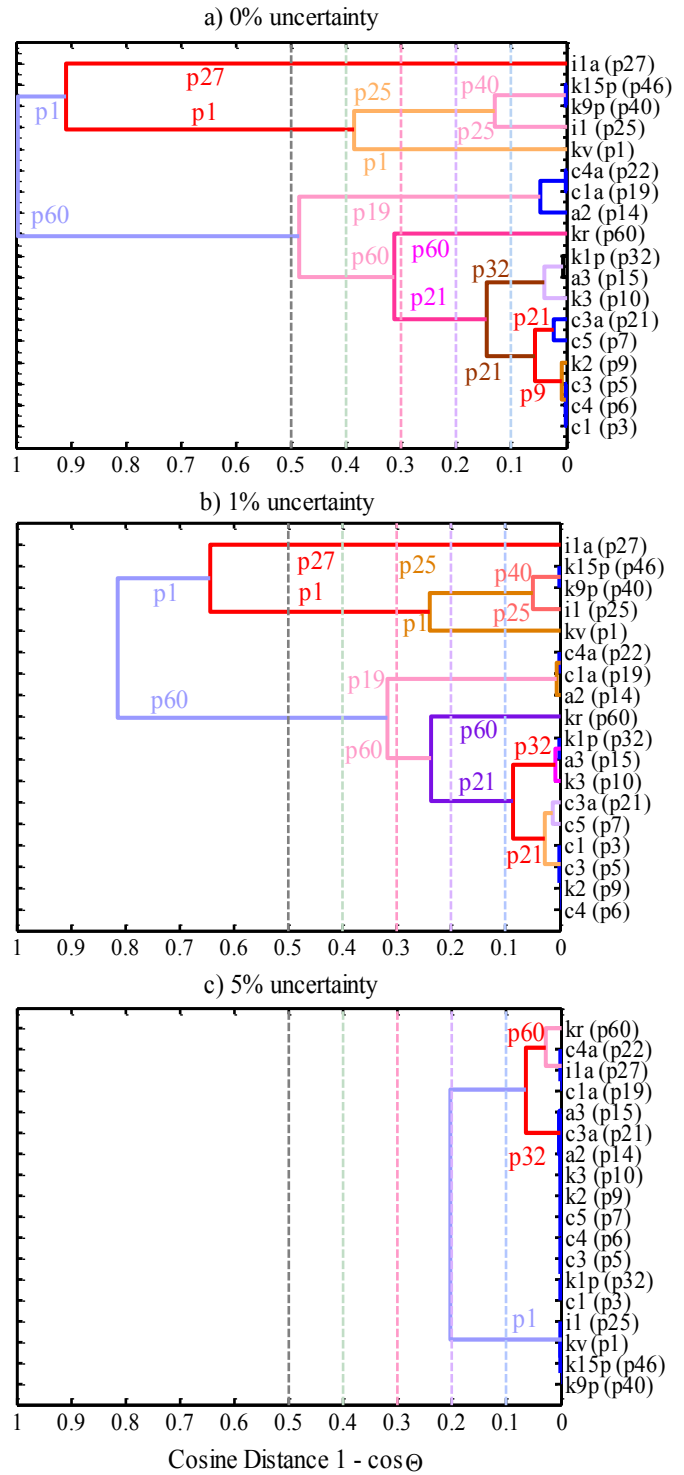 a) 0% uncertainty
i1a (p27)
p27
k15p (p46)
p25
p40
k9p (p40)
p1
p1
i1 (p25)
p25
kv (p1)
p1
c4a (p22)
c1a (p19)
p19
a2 (p14)
p60
kr (p60)
p60
p60
k1p (p32)
p32
a3 (p15)
k3 (p10)
p21
c3a (p21)
p21
c5 (p7)
k2 (p9)
p21
c3 (p5)
p9
c4 (p6)
c1 (p3)
1 0.9 0.8 0.7 0.6 0.5 0.4 0.3 0.2 0.1 0
b) 1% uncertainty
i1a (p27)
p27
p25
k15p (p46)
p40
p1
p1
k9p (p40)
i1 (p25)
p25
p1
kv (p1)
c4a (p22)
p19
c1a (p19)
a2 (p14)
p60
kr (p60)
p60
p60
k1p (p32)
p32
a3 (p15)
p21
k3 (p10)
c3a (p21)
c5 (p7)
c1 (p3)
p21
c3 (p5)
k2 (p9)
c4 (p6)
1 0.9 0.8 0.7 0.6 0.5 0.4 0.3 0.2 0.1 0
c) 5% uncertainty
kr (p60)
p60
c4a (p22)
i1a (p27)
c1a (p19)
a3 (p15)
c3a (p21)
p32
a2 (p14)
k3 (p10)
k2 (p9)
c5 (p7)
c4 (p6)
c3 (p5)
k1p (p32)
c1 (p3)
p1
i1 (p25)
kv (p1)
k15p (p46)
k9p (p40)
1 0.9 0.8 0.7 0.6 0.5 0.4 0.3 0.2 0.1 0
Cosine Distance 1 - cosΘ